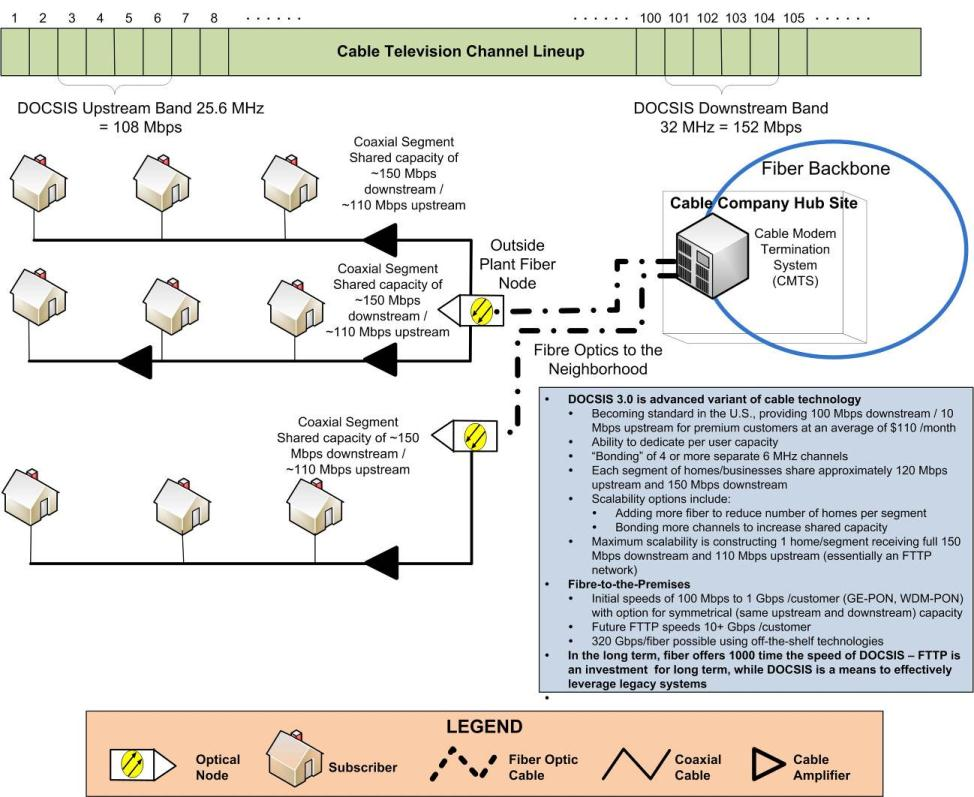 1 2 3 4 5 6 7 8 . . . . . . . . . . . . 100 101 102 103 104 105 . . . . . .
Cable Television Channel Lineup
DOCSIS Upstream Band 25.6 MHz
= 108 Mbps
DOCSIS Downstream Band
32 MHz = 152 Mbps
Coaxial Segment
Shared capacity of
~150 Mbps
downstream /
~110 Mbps upstream
Fiber Backbone
Cable Company Hub Site
Cable Modem
Termination
System
(CMTS)
Outside
Plant Fiber
Node
Coaxial Segment
Shared capacity of
~150 Mbps
downstream /
~110 Mbps upstream
Fibre Optics to the
Neighborhood
Coaxial Segment
Shared capacity of ~150
Mbps downstream /
~110 Mbps upstream
• DOCSIS 3.0 is advanced variant of cable technology
• Becoming standard in the U.S., providing 100 Mbps downstream / 10
Mbps upstream for premium customers at an average of $110 /month
• Ability to dedicate per user capacity
• “Bonding” of 4 or more separate 6 MHz channels
• Each segment of homes/businesses share approximately 120 Mbps
upstream and 150 Mbps downstream
• Scalability options include:
• Adding more fiber to reduce number of homes per segment
• Bonding more channels to increase shared capacity
• Maximum scalability is constructing 1 home/segment receiving full 150
Mbps downstream and 110 Mbps upstream (essentially an FTTP
network)
• Fibre-to-the-Premises
• Initial speeds of 100 Mbps to 1 Gbps /customer (GE-PON, WDM-PON)
with option for symmetrical (same upstream and downstream) capacity
• Future FTTP speeds 10+ Gbps /customer
• 320 Gbps/fiber possible using off-the-shelf technologies
• In the long term, fiber offers 1000 time the speed of DOCSIS – FTTP is
an investment for long term, while DOCSIS is a means to effectively
leverage legacy systems
•
LEGEND
Optical
Node
Subscriber
Fiber Optic
Cable
Coaxial
Cable
Cable
Amplifier